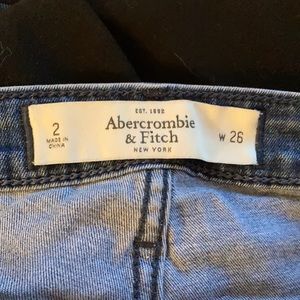 EST. 1892
2
MADE IN
CHINA
Abercrombie
& Fitch
W 26
NEW YORK